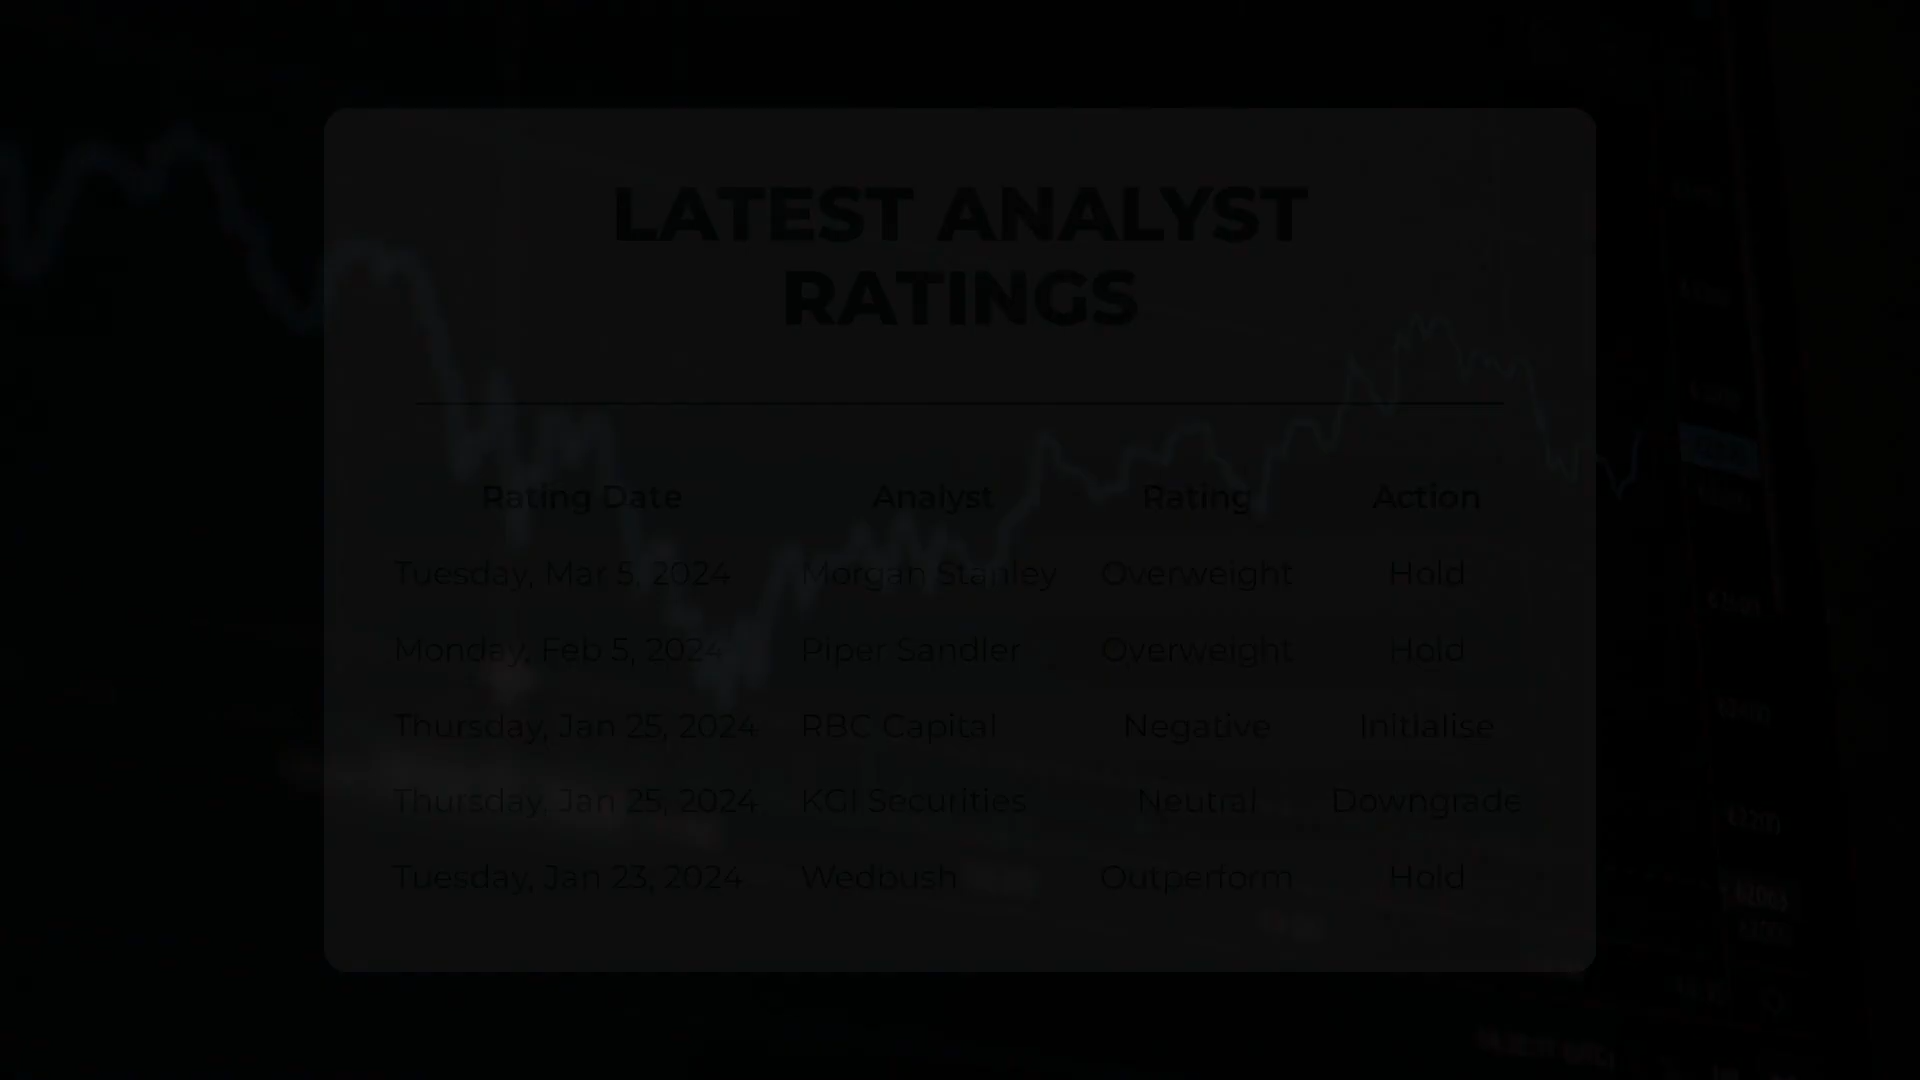 LATEST ANALYST
RATINGS
Rating Date Analyst Rating Action
Tuesday, Mar 5, 2024 Morgan Stanley Overweight Hold
Monday, Feb 5, 2024 Piper Sandler Overweight Hold
Thursday, Jan 25, 2024 RBC Capital Negative Initialise
Thursday, Jan 25, 2024 KGI Securities Neutral Downgrade
Tuesday, Jan 23, 2024 Wedbush Outperform Hold